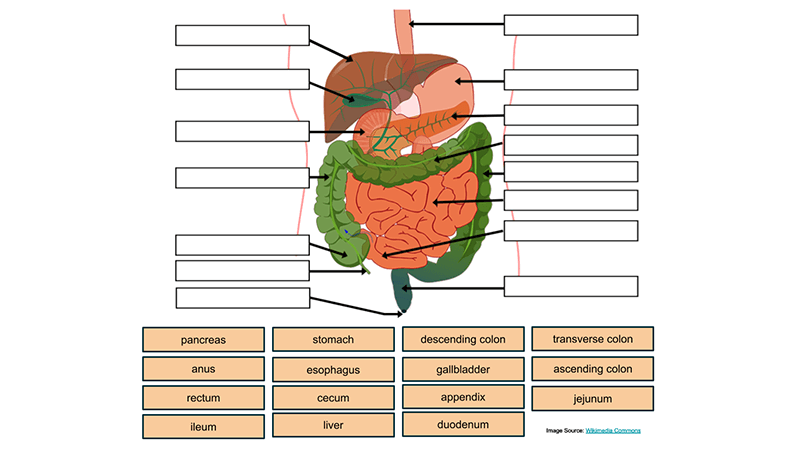 pancreas
stomach
descending colon
transverse colon
anus
esophagus
gallbladder
ascending colon
rectum
cecum
appendix
jejunum
ileum
liver
duodenum
Image Source: Wikimedia Commons